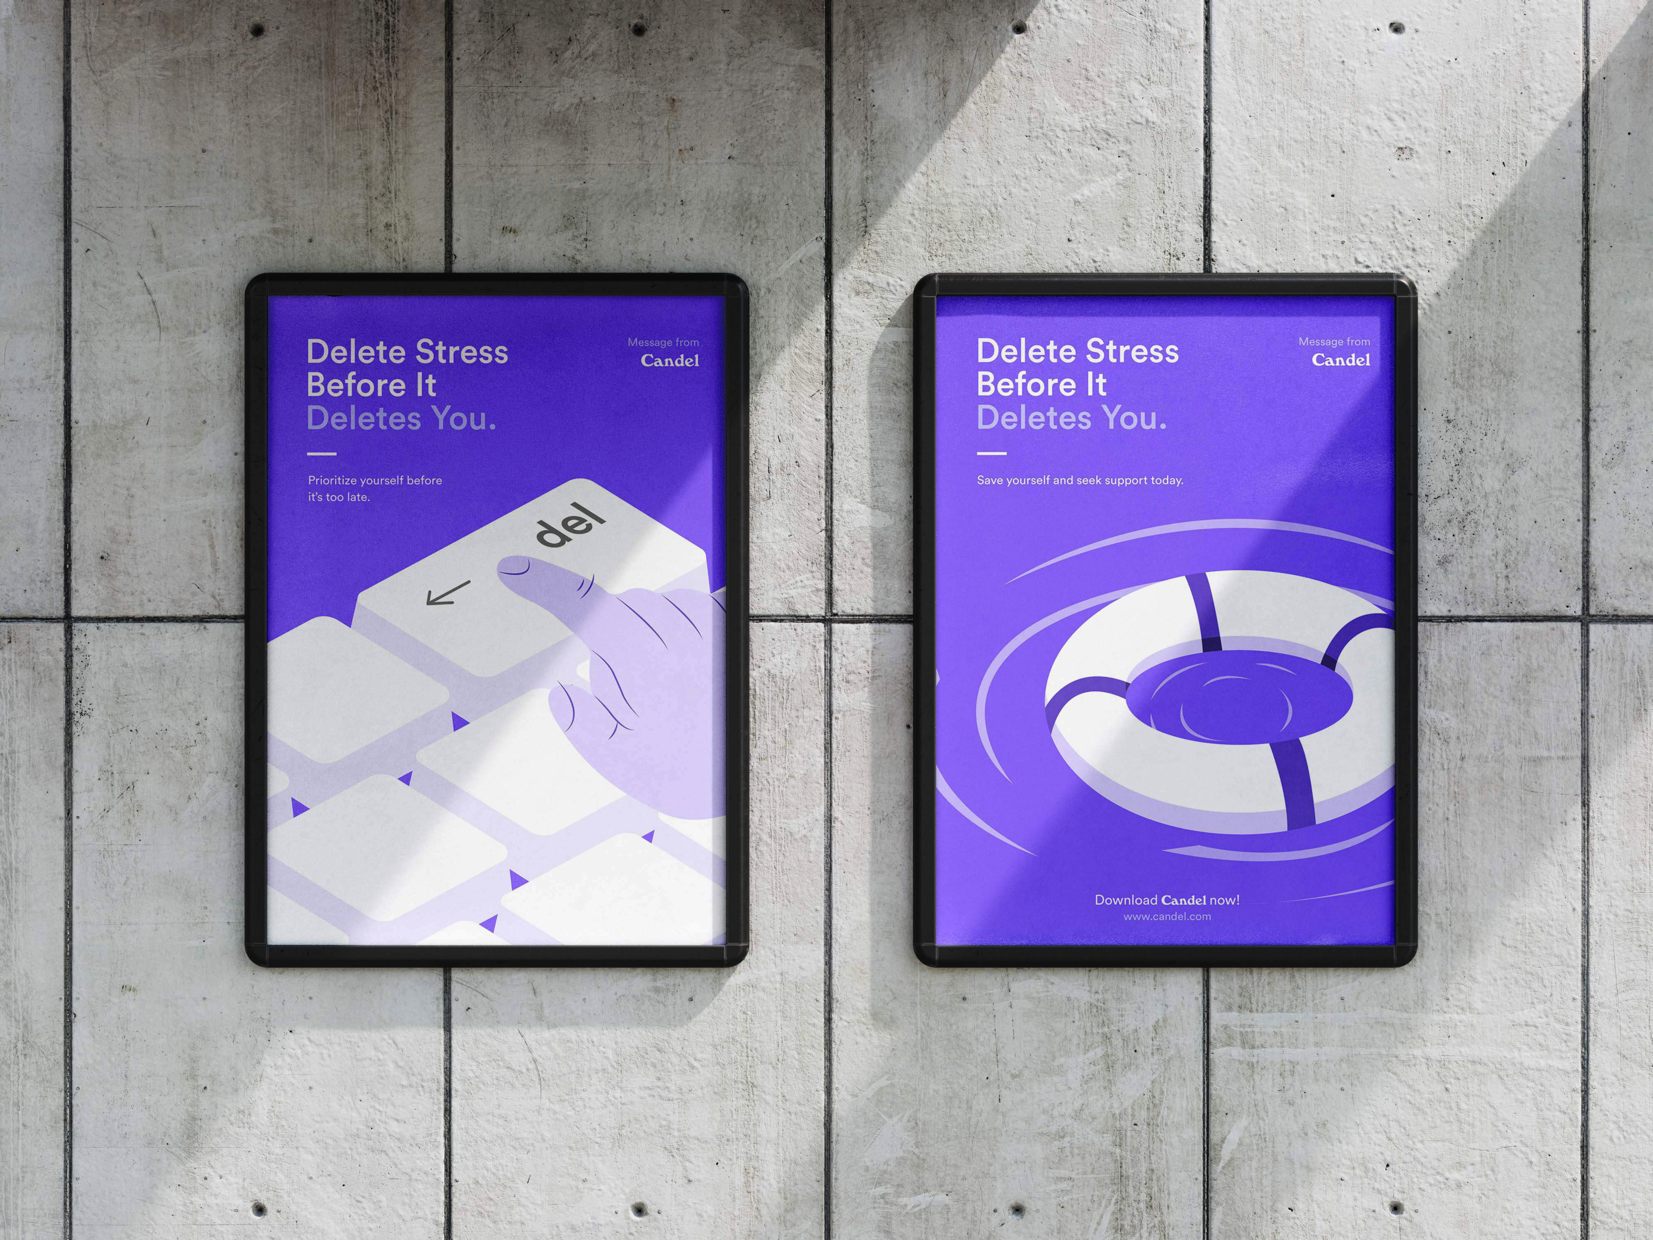 Delete Stress
Before It
Deletes You.
Message from
Candel
Prioritize yourself before
it's too late.
del
Delete Stress
Before It
Deletes You.
Message from
Candel
Save yourself and seek support today.
Download Candel now!
www.candel.com